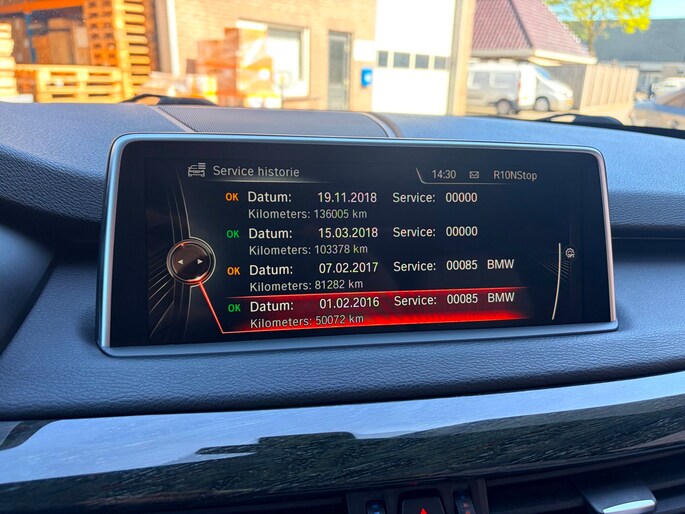 Service historie 14:30 R10NStop
OK Datum: 19.11.2018 Service: 00000
Kilometers: 136005 km
OK Datum: 15.03.2018 Service: 00000
Kilometers: 103378 km
OK Datum: 07.02.2017 Service: 00085 BMW
Kilometers: 81282 km
OK Datum: 01.02.2016 Service: 00085 BMW
Kilometers: 50072 km